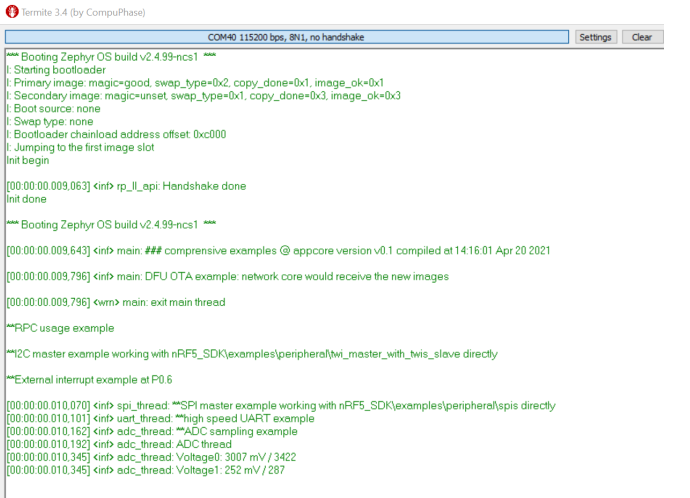 Termite 3.4 (by CompuPhase)
COM40 115200 bps, 8N1, no handshake
Settings
Clear
*** Booting Zephyr OS build v2.4.99-ncs1 ***
I: Starting bootloader
I: Primary image: magic=good, swap_type=0x2, copy_done=0x1, image_ok=0x1
I: Secondary image: magic=unset, swap_type=0x1, copy_done=0x3, image_ok=0x3
I: Boot source: none
I: Swap type: none
I: Bootloader chainload address offset: 0xc000
I: Jumping to the first image slot
Init begin
[00:00:00.009,063] <inf> rp_ll_api: Handshake done
Init done
*** Booting Zephyr OS build v2.4.99-ncs1 ***
[00:00:00.009,643] <inf> main: ### comprensive examples @ appcore version v0.1 compiled at 14:16:01 Apr 20 2021
[00:00:00.009,796] <inf> main: DFU OTA example: network core would receive the new images
[00:00:00.009,796] <wrn> main: exit main thread
**RPC usage example
**I2C master example working with nRF5_SDK\examples\peripheral\twi_master_with_twis_slave directly
**External interrupt example at P0.6
[00:00:00.010,070] <inf> spi_thread: **SPI master example working with nRF5_SDK\examples\peripheral\spis directly
[00:00:00.010,101] <inf> uart_thread: **high speed UART example
[00:00:00.010,162] <inf> adc_thread: **ADC sampling example
[00:00:00.010,192] <inf> adc_thread: ADC thread
[00:00:00.010,345] <inf> adc_thread: Voltage0: 3007 mV / 3422
[00:00:00.010,345] <inf> adc_thread: Voltage1: 252 mV / 287